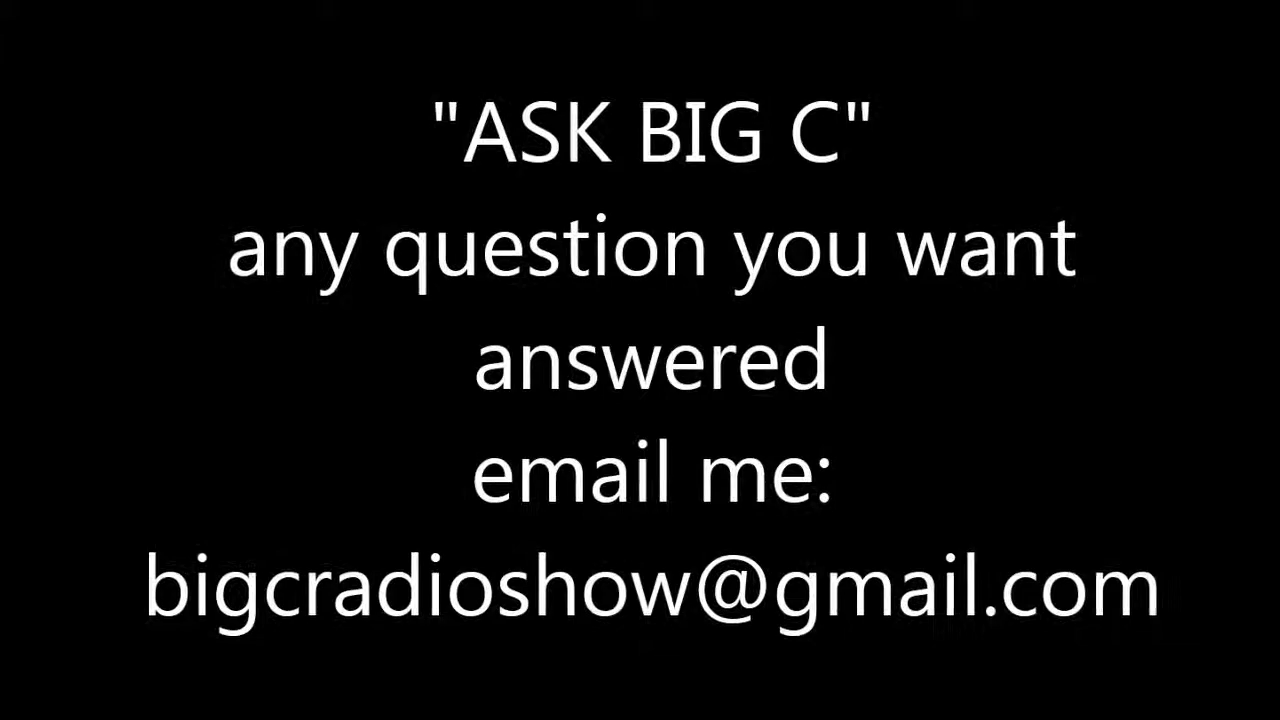 "ASK BIG C"
any question you want
answered
email me:
bigcradioshow@gmail.com